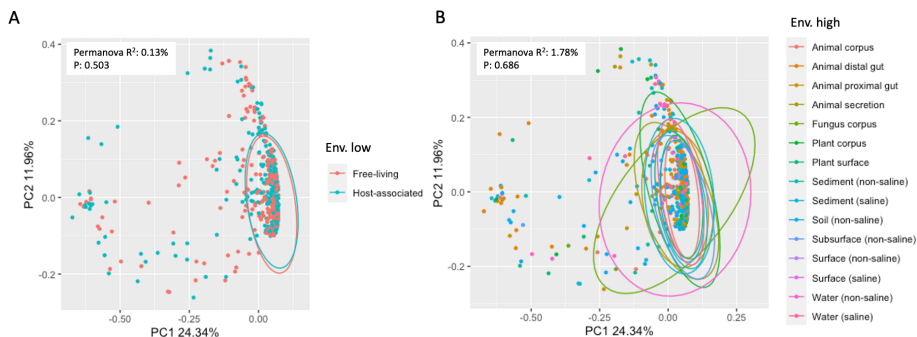 A
Permanova R²: 0.13%
P: 0.503
0.4
0.2
0.0
-0.2
PC2 11.96%
-0.50
-0.25
0.00
PC1 24.34%
Env. low
Free-living
Host-associated
B
Permanova R²: 1.78%
P: 0.686
0.4
0.2
0.0
-0.2
PC2 11.96%
-0.50
-0.25
0.00
0.25
PC1 24.34%
Env. high
Animal corpus
Animal distal gut
Animal proximal gut
Animal secretion
Fungus corpus
Plant corpus
Plant surface
Sediment (non-saline)
Sediment (saline)
Soil (non-saline)
Subsurface (non-saline)
Surface (non-saline)
Surface (saline)
Water (non-saline)
Water (saline)